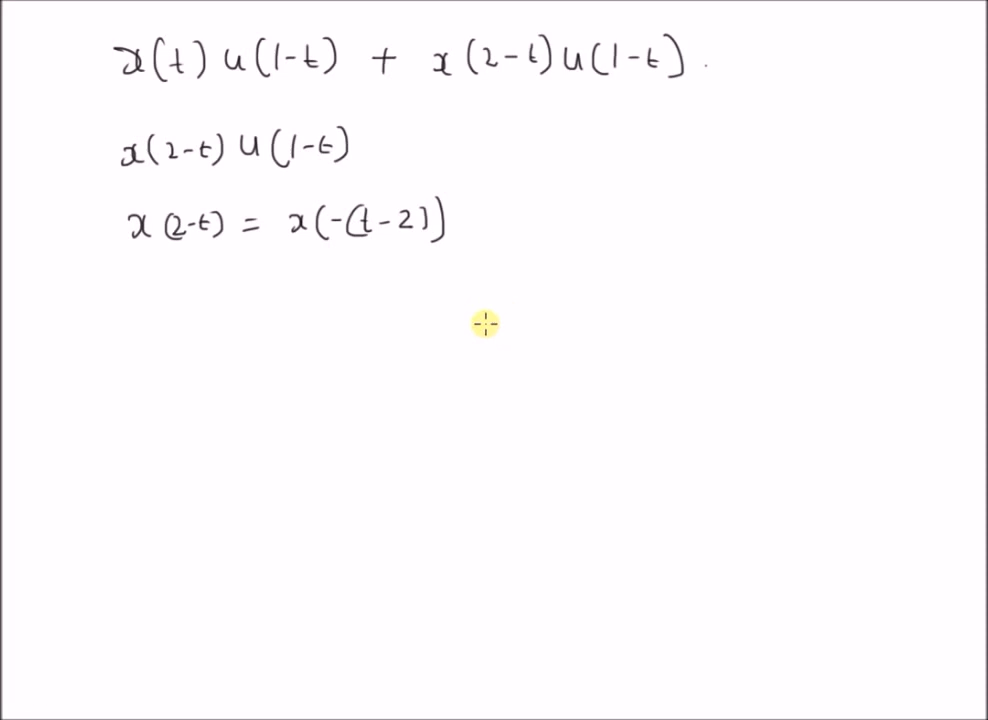 x(t) u(1-t) + x(2-t) u(1-t).
x(2-t) u(1-t)
x(2-t) = x(-(t-2))